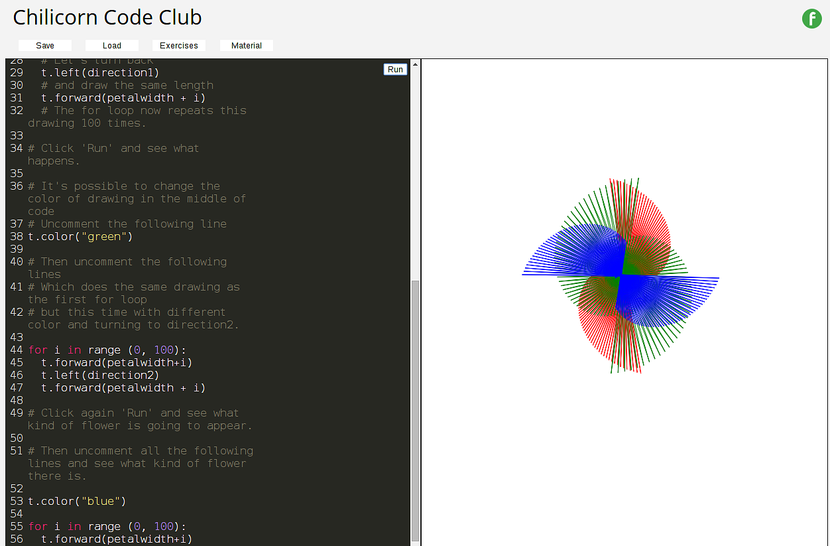 Chilicorn Code Club
f
Save Load Exercises Material
Run
28 # Let's turn back
29 t.left(direction1)
30 # and draw the same length
31 t.forward(petalwidth + i)
32 # The for loop now repeats this
drawing 100 times.
33
34 # Click 'Run' and see what
happens.
35
36 # It's possible to change the
color of drawing in the middle of
code
37 # Uncomment the following line
38 t.color("green")
39
40 # Then uncomment the following
lines
41 # Which does the same drawing as
the first for loop
42 # but this time with different
color and turning to direction2.
43
44 for i in range (0, 100):
45 t.forward(petalwidth+i)
46 t.left(direction2)
47 t.forward(petalwidth + i)
48
49 # Click again 'Run' and see what
kind of flower is going to appear.
50
51 # Then uncomment all the following
lines and see what kind of flower
there is.
52
53 t.color("blue")
54
55 for i in range (0, 100):
56 t.forward(petalwidth+i)